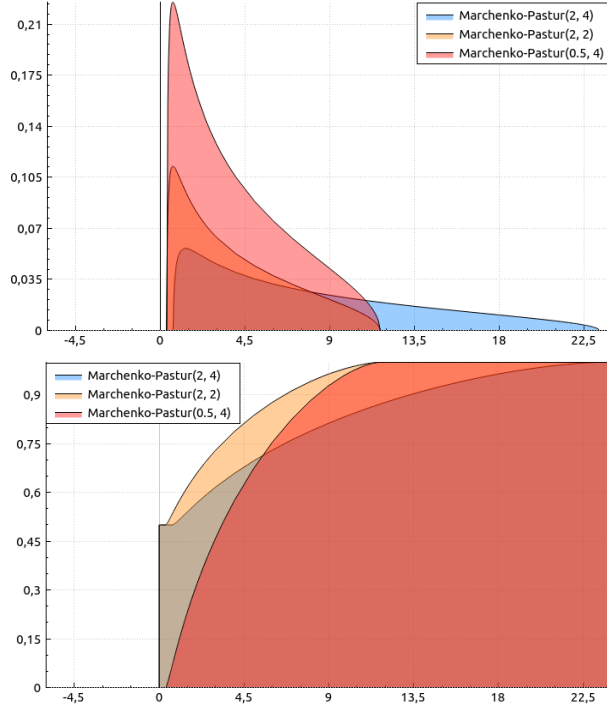 0,21
0,175
0,14
0,105
0,07
0,035
0
Marchenko-Pastur(2, 4)
Marchenko-Pastur(2, 2)
Marchenko-Pastur(0.5, 4)
-4,5 0 4,5 9 13,5 18 22,5
Marchenko-Pastur(2, 4)
Marchenko-Pastur(2, 2)
Marchenko-Pastur(0.5, 4)
0,9
0,75
0,6
0,45
0,3
0,15
0
-4,5 0 4,5 9 13,5 18 22,5